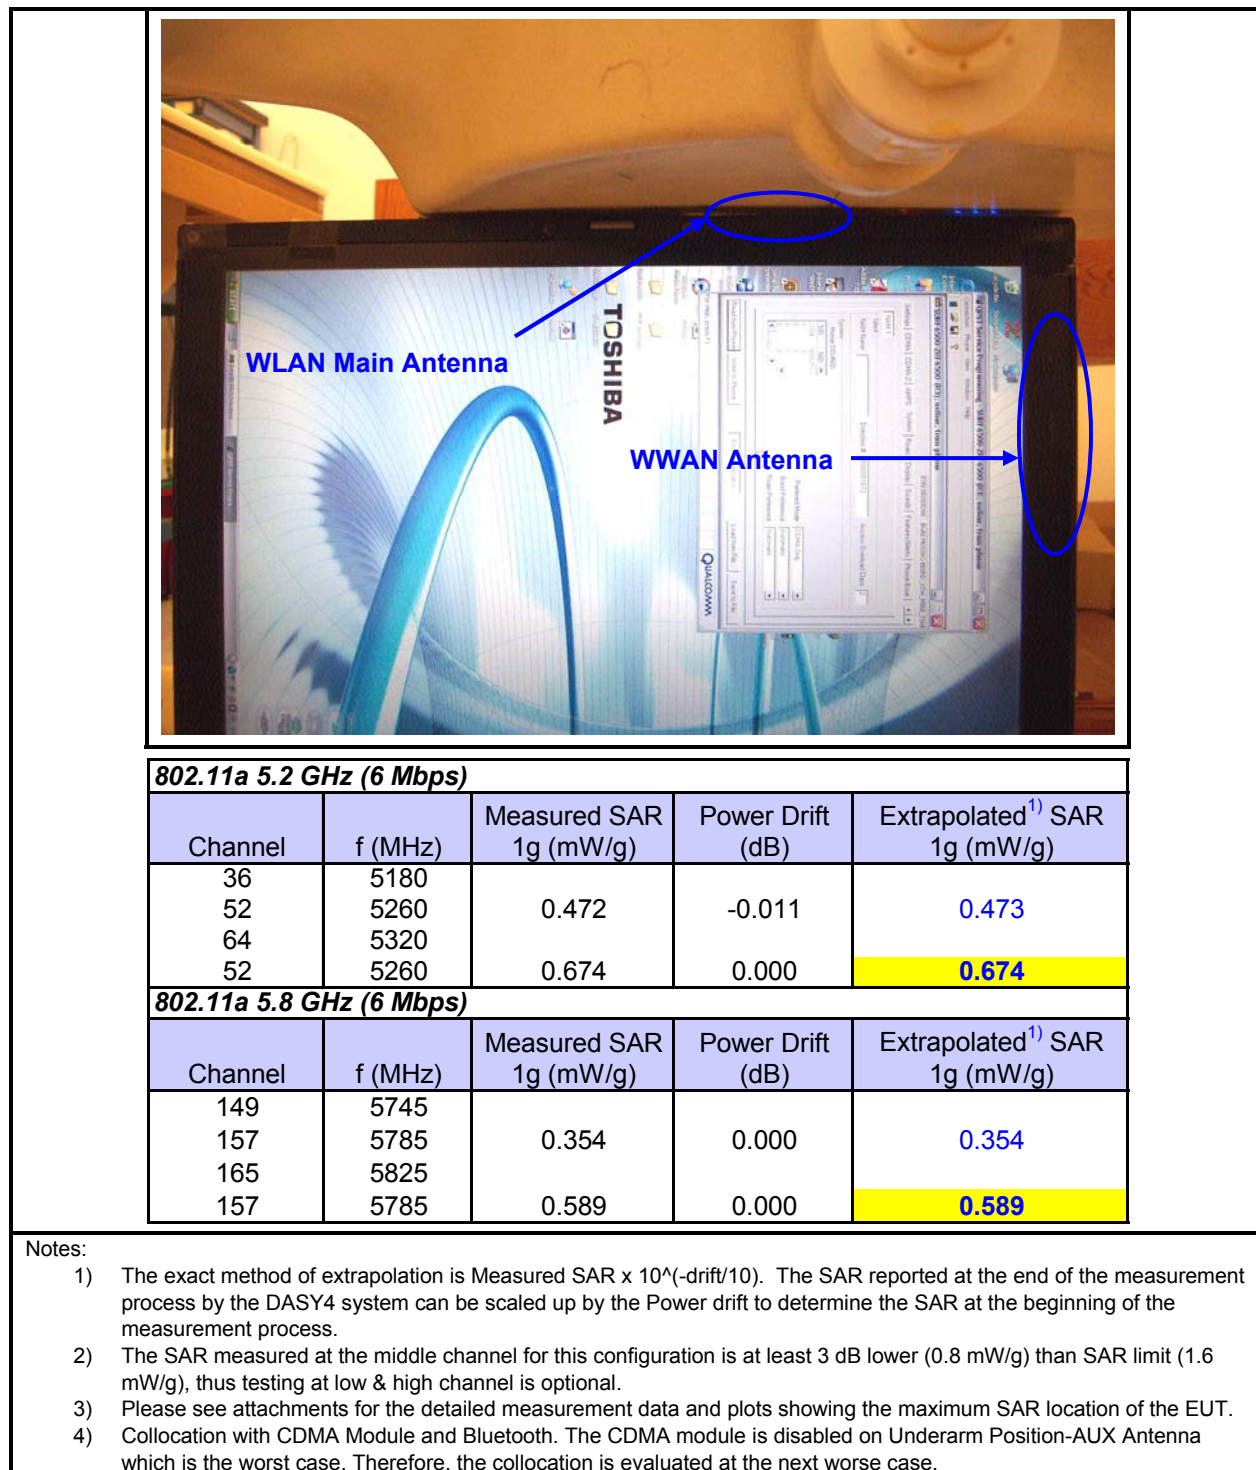 WLAN Main Antenna
TOSHIBA
WWAN Antenna
QUALCOMM
802.11a 5.2 GHz (6 Mbps)
Channel f (MHz) Measured SAR 1g (mW/g) Power Drift (dB) Extrapolated1) SAR 1g (mW/g)
36 5180
52 5260 0.472 -0.011 0.473
64 5320
52 5260 0.674 0.000 0.674
802.11a 5.8 GHz (6 Mbps)
Channel f (MHz) Measured SAR 1g (mW/g) Power Drift (dB) Extrapolated1) SAR 1g (mW/g)
149 5745
157 5785 0.354 0.000 0.354
165 5825
157 5785 0.589 0.000 0.589
Notes:
1) The exact method of extrapolation is Measured SAR x 10^(-drift/10). The SAR reported at the end of the measurement
process by the DASY4 system can be scaled up by the Power drift to determine the SAR at the beginning of the
measurement process.
2) The SAR measured at the middle channel for this configuration is at least 3 dB lower (0.8 mW/g) than SAR limit (1.6
mW/g), thus testing at low & high channel is optional.
3) Please see attachments for the detailed measurement data and plots showing the maximum SAR location of the EUT.
4) Collocation with CDMA Module and Bluetooth. The CDMA module is disabled on Underarm Position-AUX Antenna
which is the worst case. Therefore, the collocation is evaluated at the next worse case.